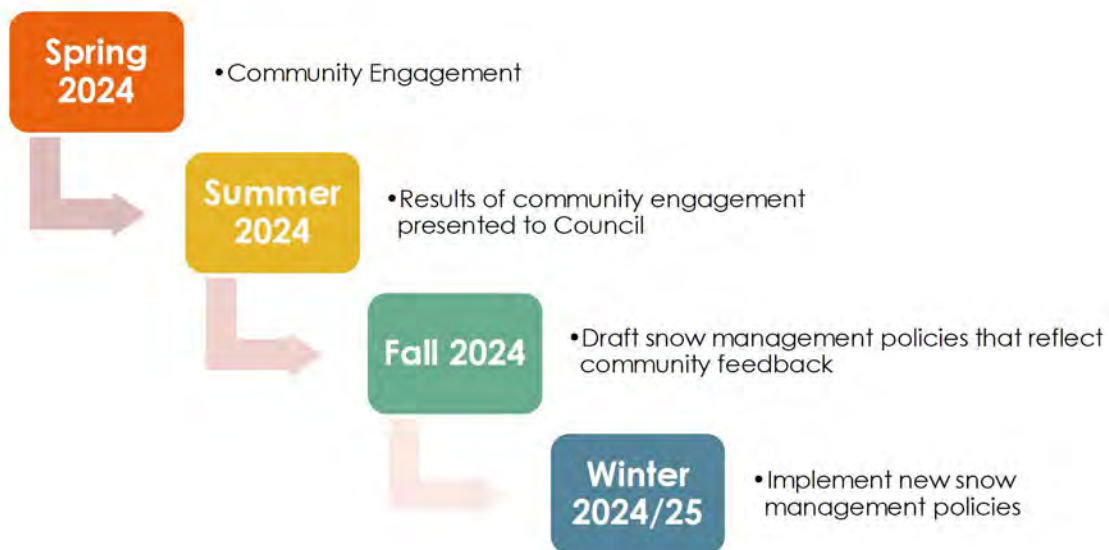 Spring
2024
•Community Engagement
Summer
2024
•Results of community engagement
presented to Council
Fall 2024
•Draft snow management policies that reflect
community feedback
Winter
2024/25
•Implement new snow
management policies